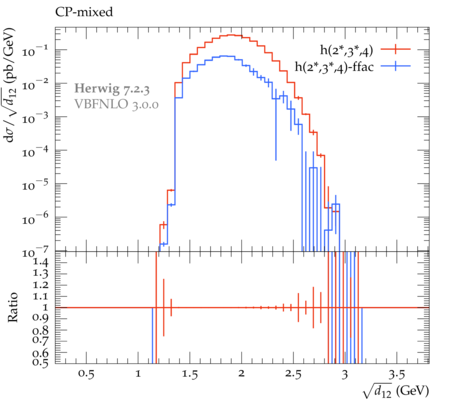 CP-mixed
dσ/√d₁₂ (pb/GeV)
10⁻¹
10⁻²
10⁻³
10⁻⁴
10⁻⁵
10⁻⁶
10⁻⁷
h(2*,3*,4)
h(2*,3*,4)-ffac
Herwig 7.2.3
VBFNLO 3.0.0
Ratio
1.4
1.3
1.2
1.1
1
0.9
0.8
0.7
0.6
0.5
0.5 1 1.5 2 2.5 3 3.5
√d₁₂ (GeV)